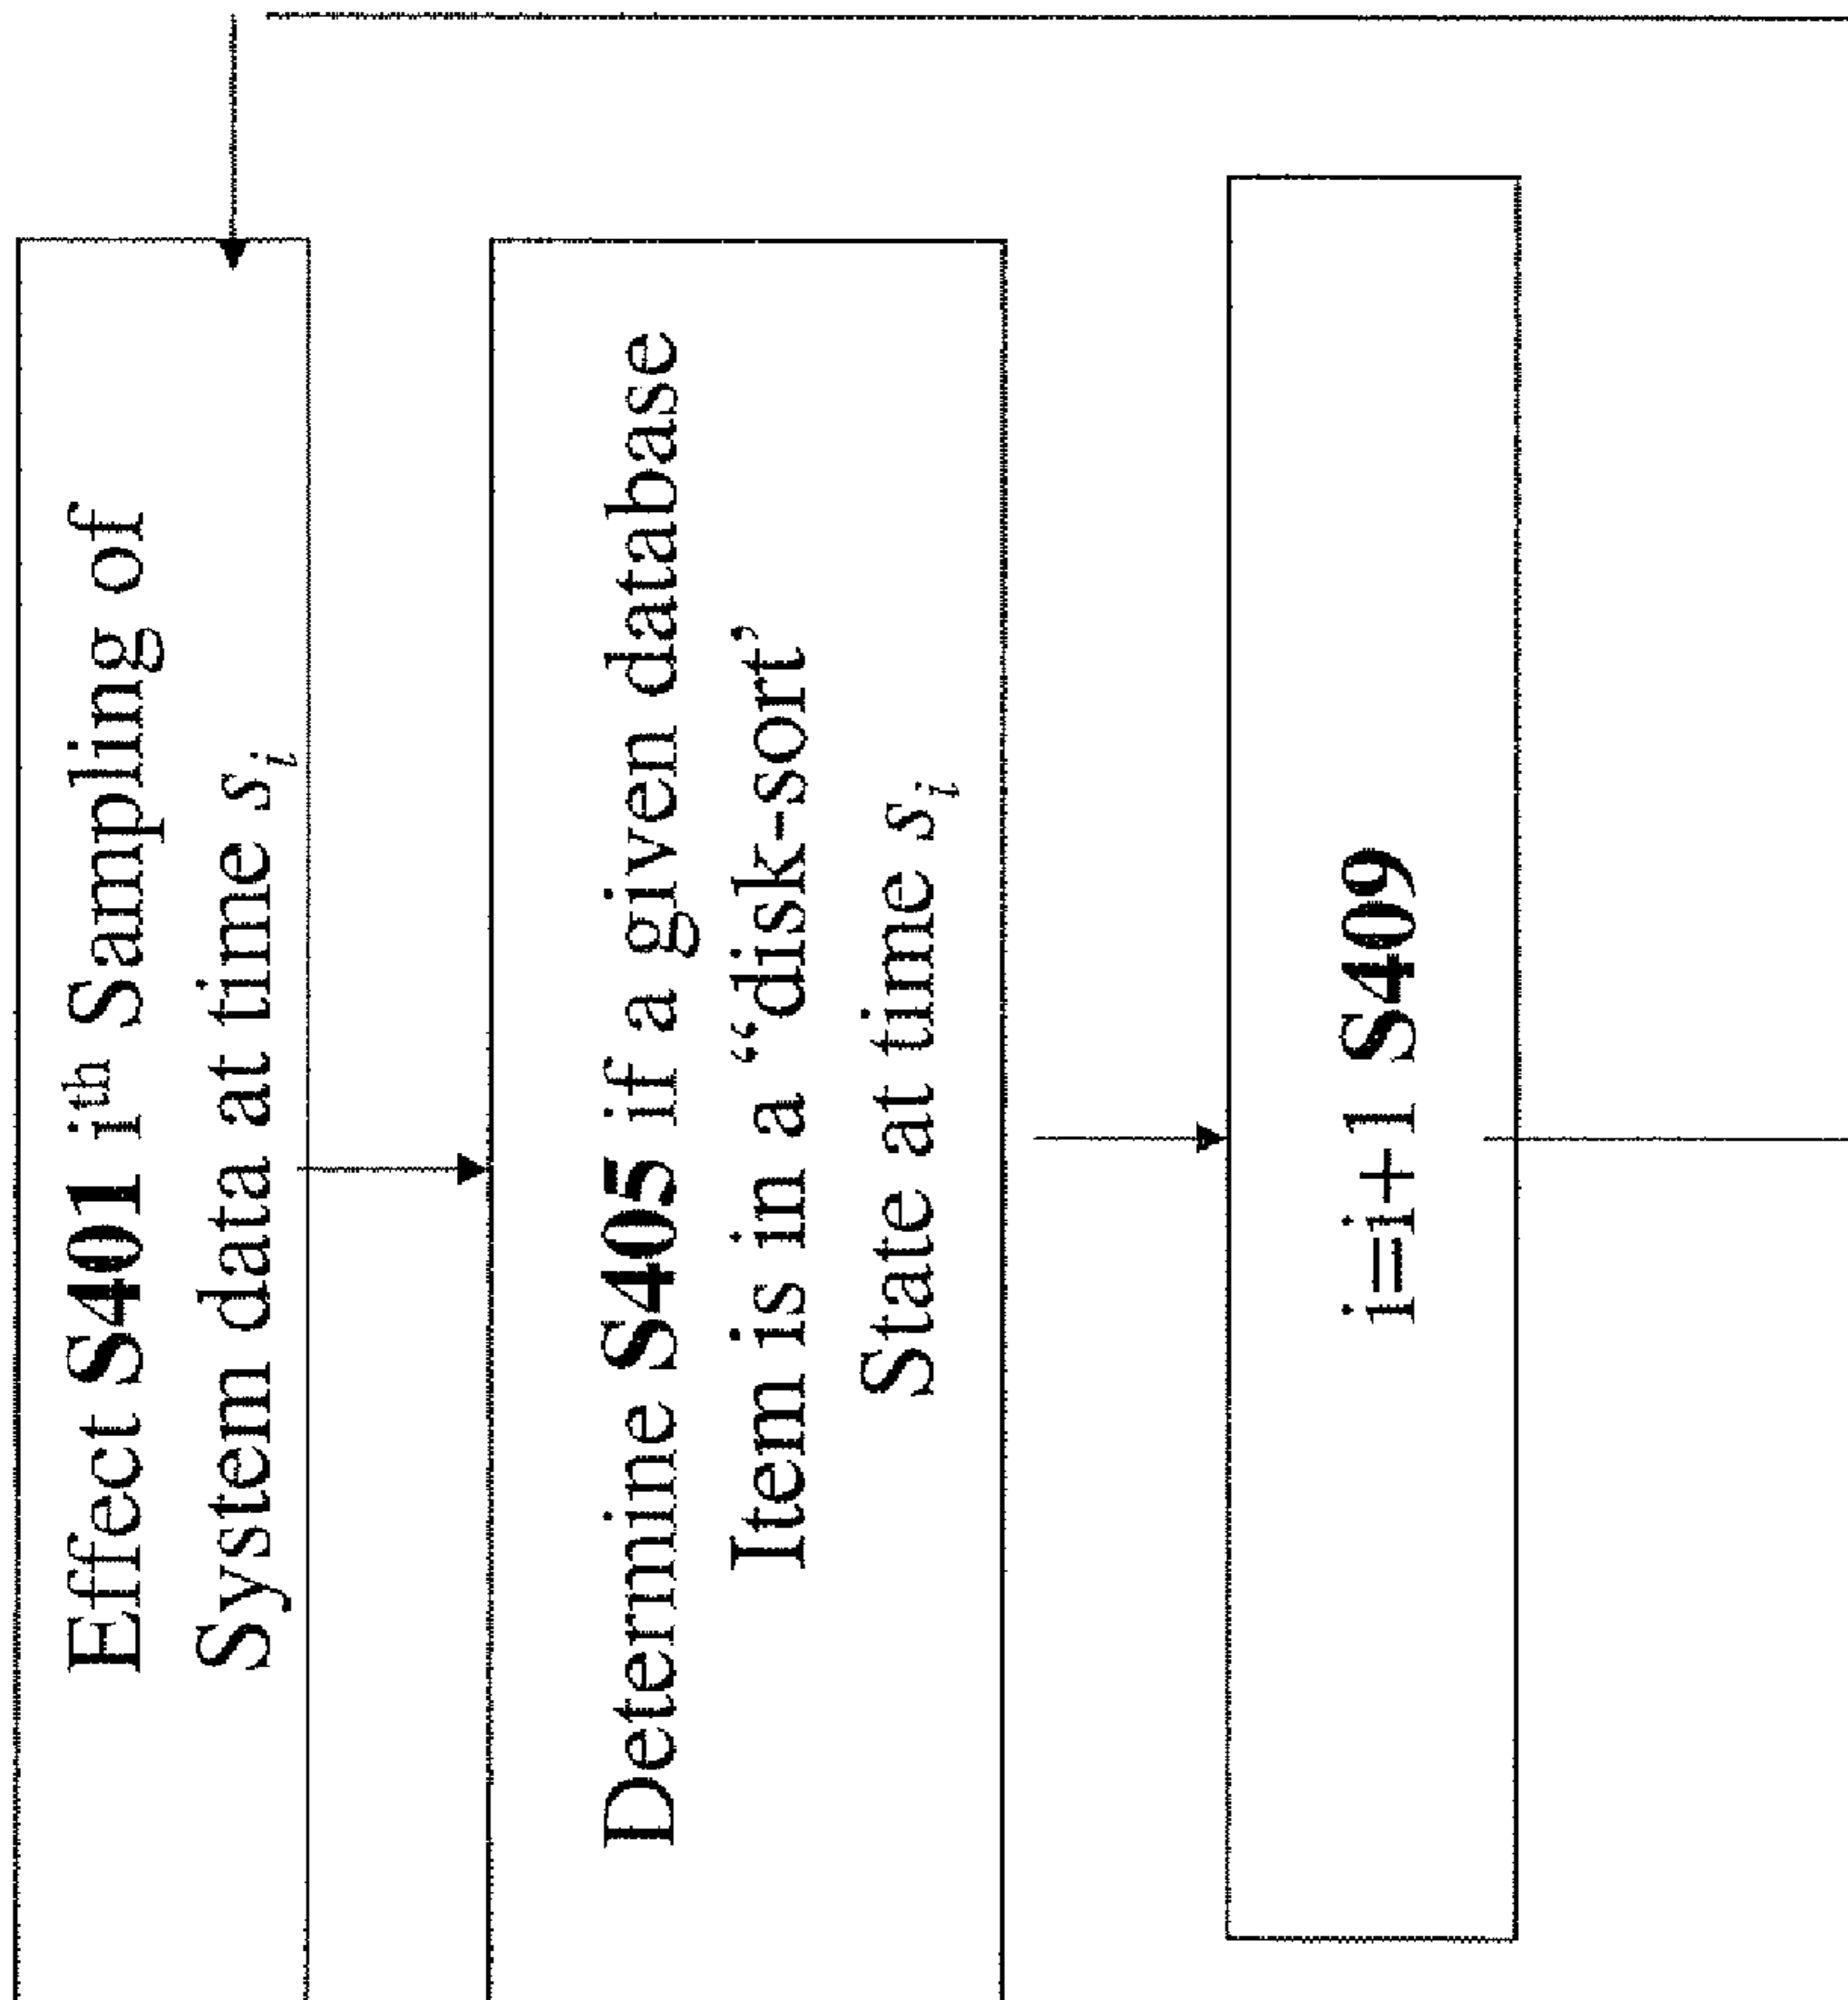 Effect S401 iᵗʰ Sampling of
System data at time sᵢ
Determine S405 if a given database
Item is in a “disk-sort’
State at time sᵢ
i=i+1 S409